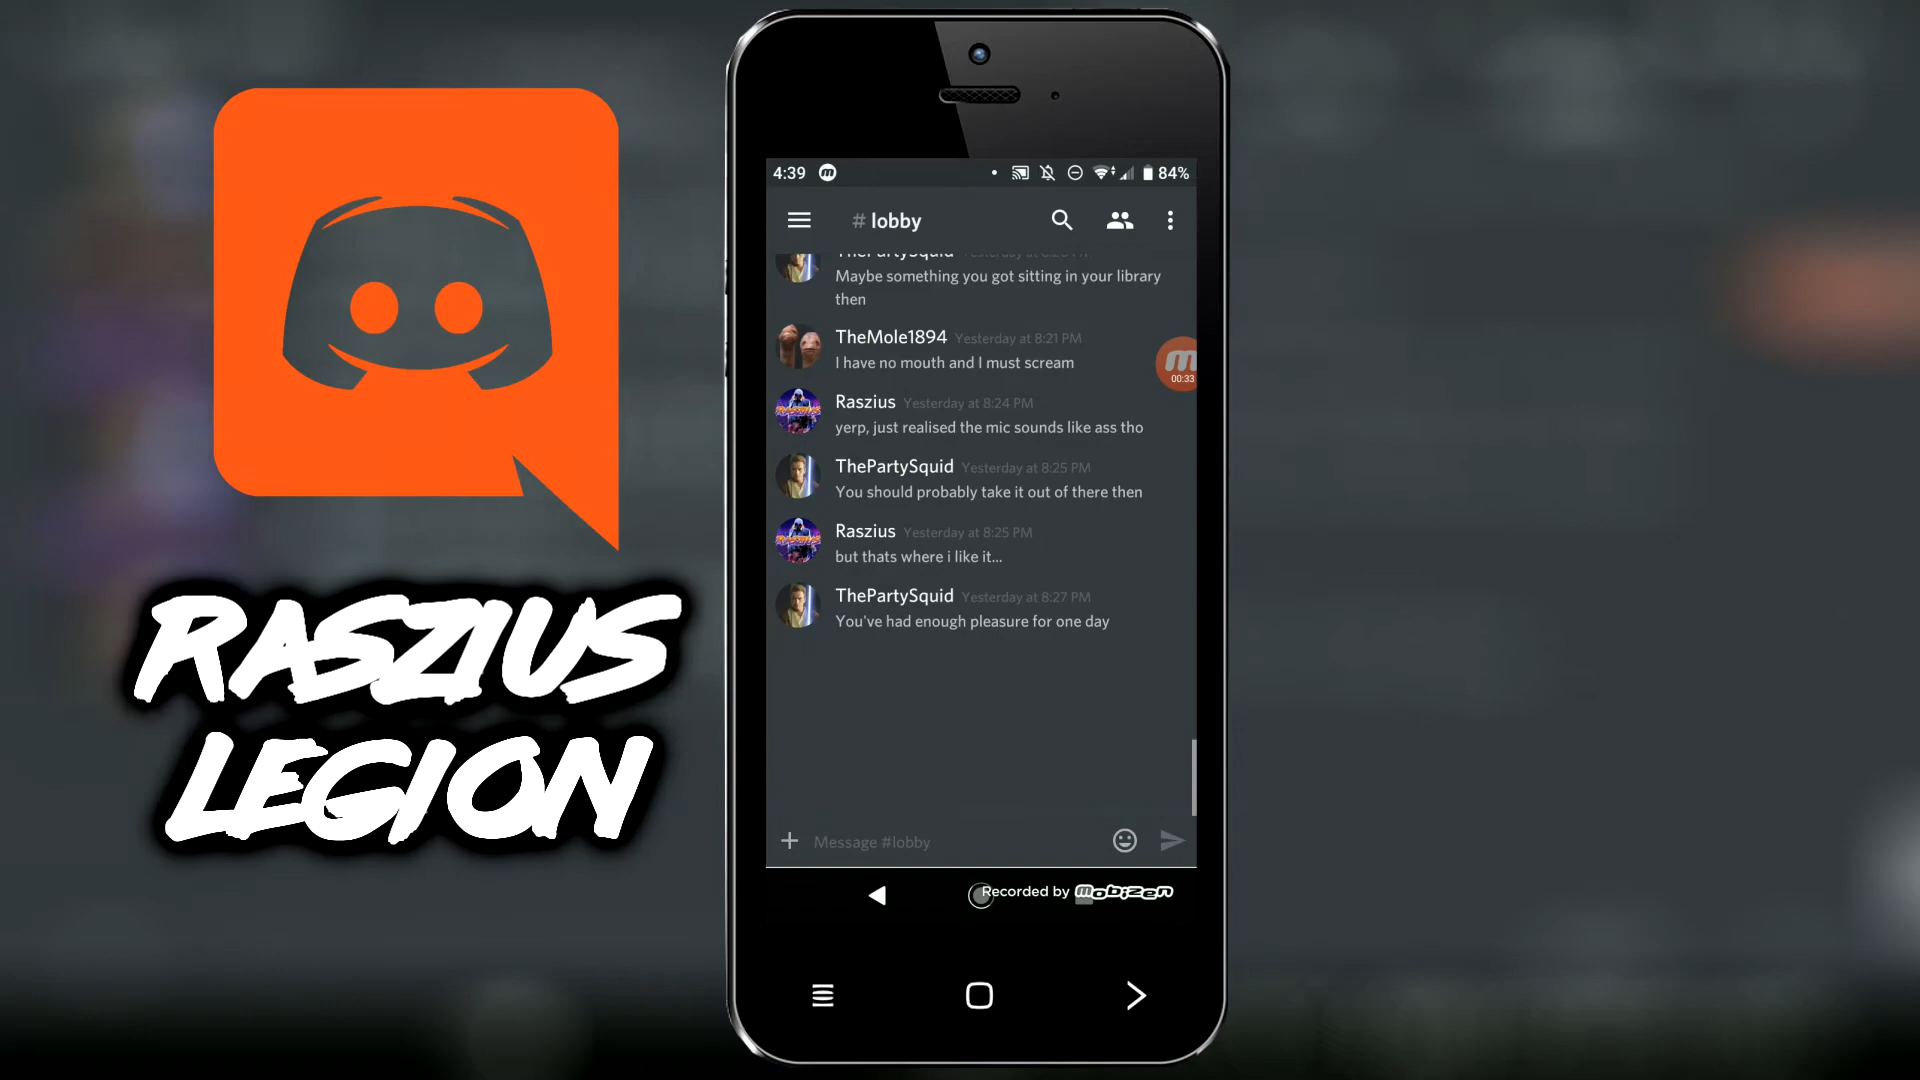 RASZIUS
LEGION
4:39
84%
# lobby
ThePartySquid
Maybe something you got sitting in your library
then
TheMole1894 Yesterday at 8:21 PM
I have no mouth and I must scream
00:33
Raszius Yesterday at 8:24 PM
yerp, just realised the mic sounds like ass tho
ThePartySquid Yesterday at 8:25 PM
You should probably take it out of there then
Raszius Yesterday at 8:25 PM
but thats where i like it...
ThePartySquid Yesterday at 8:27 PM
You've had enough pleasure for one day
Message #lobby
Recorded by mobizen